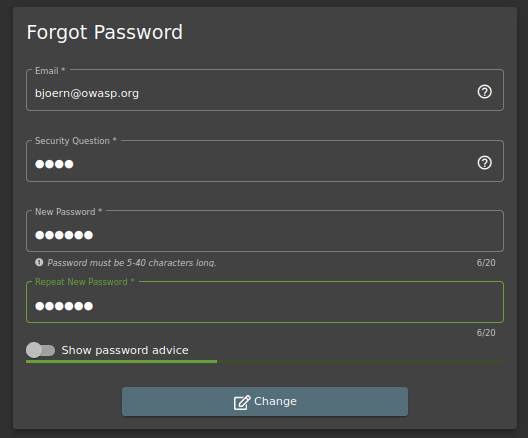 Forgot Password
Email *
bjoern@owasp.org
Security Question *
●●●●
New Password *
●●●●●●
Password must be 5-40 characters long.
6/20
Repeat New Password *
●●●●●●
6/20
Show password advice
Change